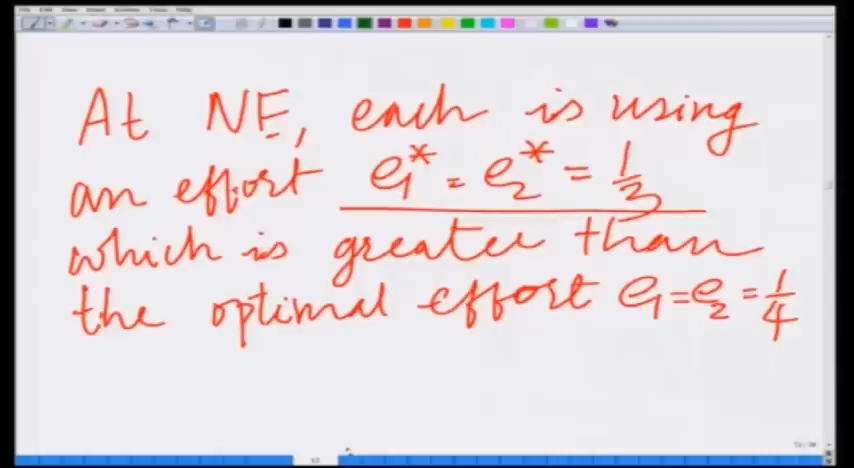 At NE, each is using
an effort e₁* = e₂* = 1/3
which is greater than
the optimal effort e₁ = e₂ = 1/4